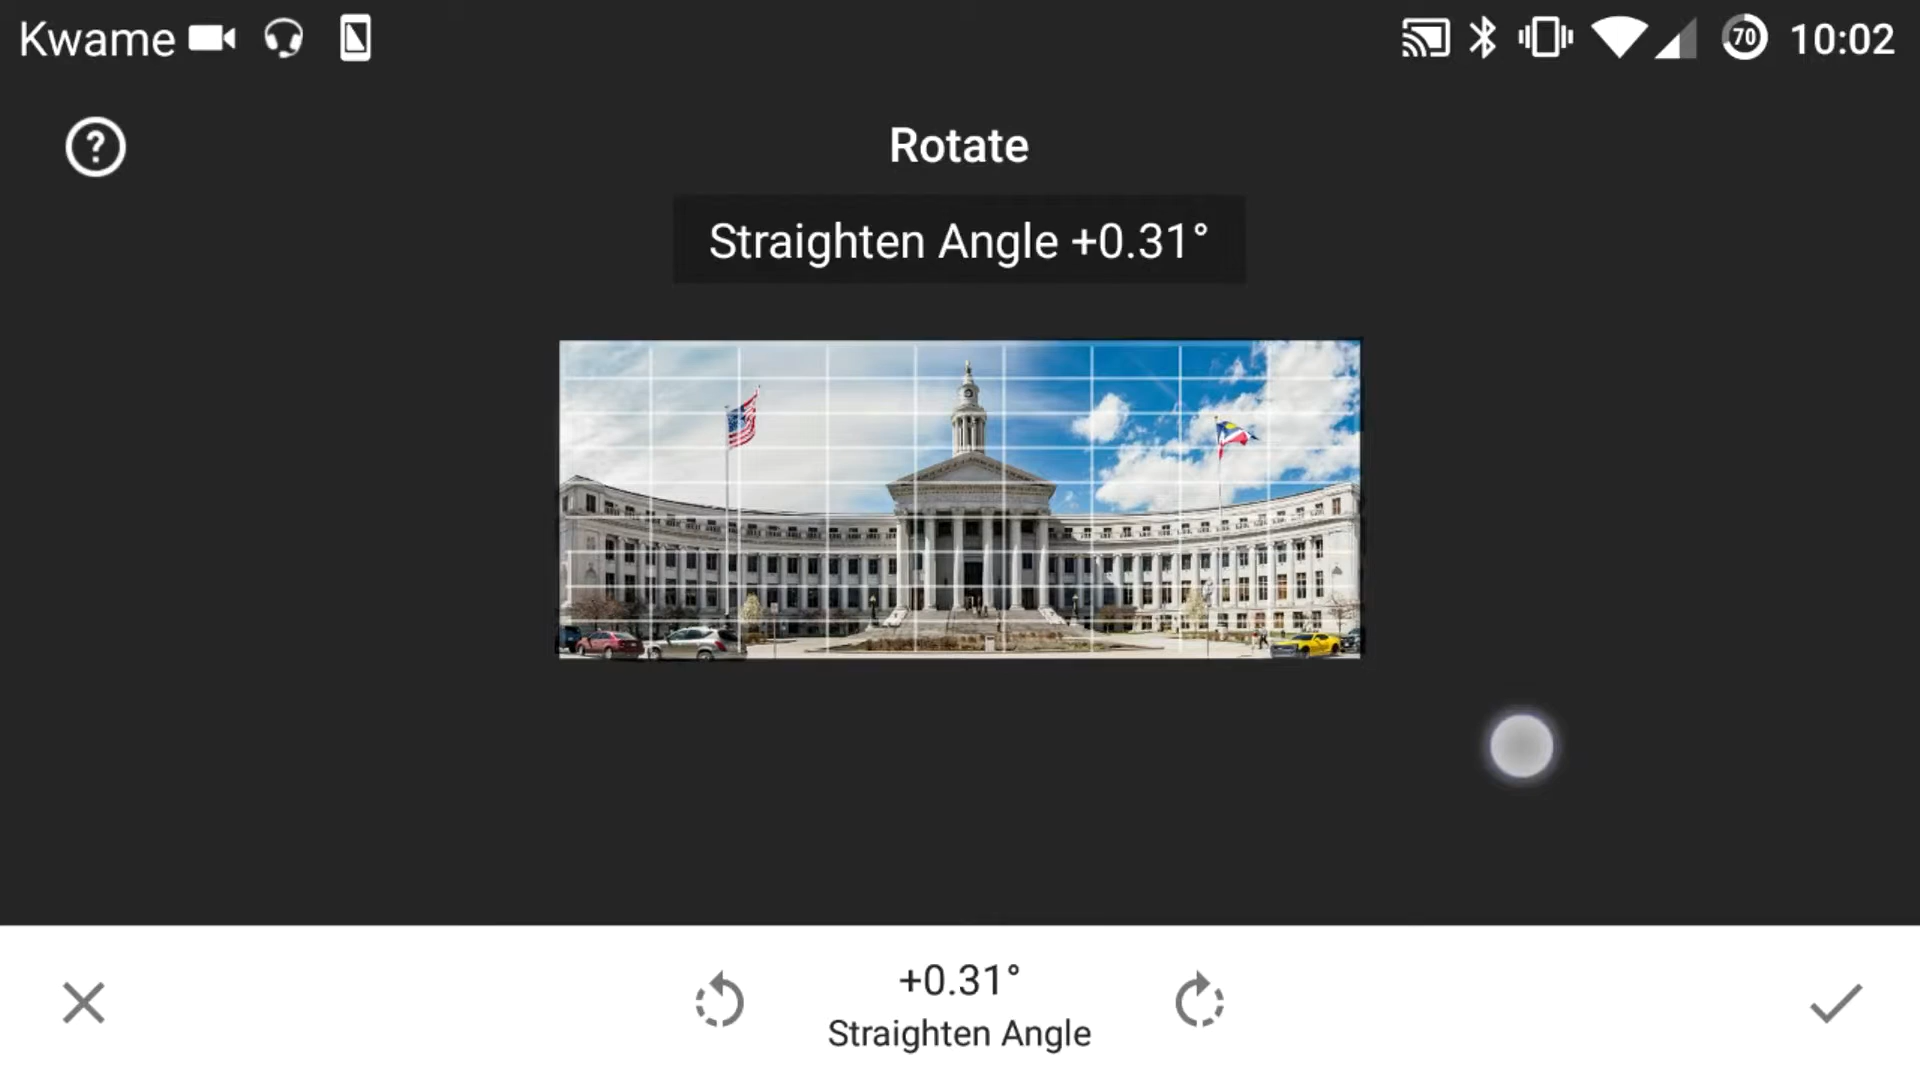 Kwame 70 10:02
Rotate
Straighten Angle +0.31°
+0.31°
Straighten Angle